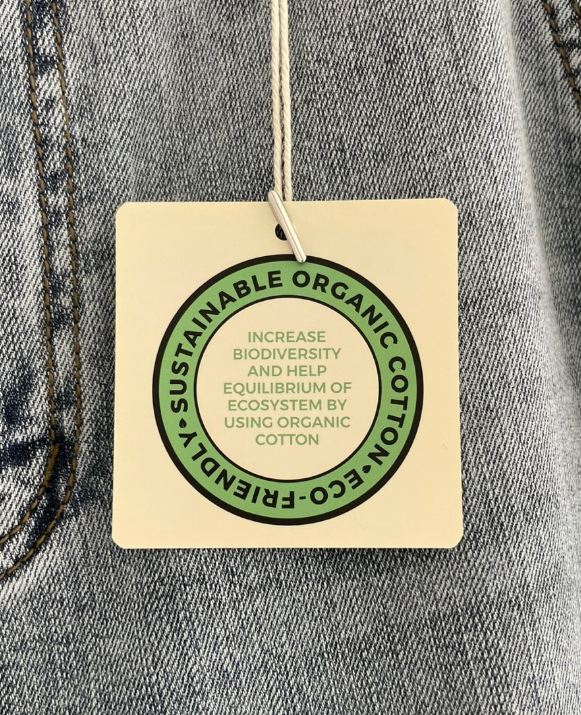 SUSTAINABLE ORGANIC COTTON•ECO-FRIENDLY•
INCREASE
BIODIVERSITY
AND HELP
EQUILIBRIUM OF
ECOSYSTEM BY
USING ORGANIC
COTTON